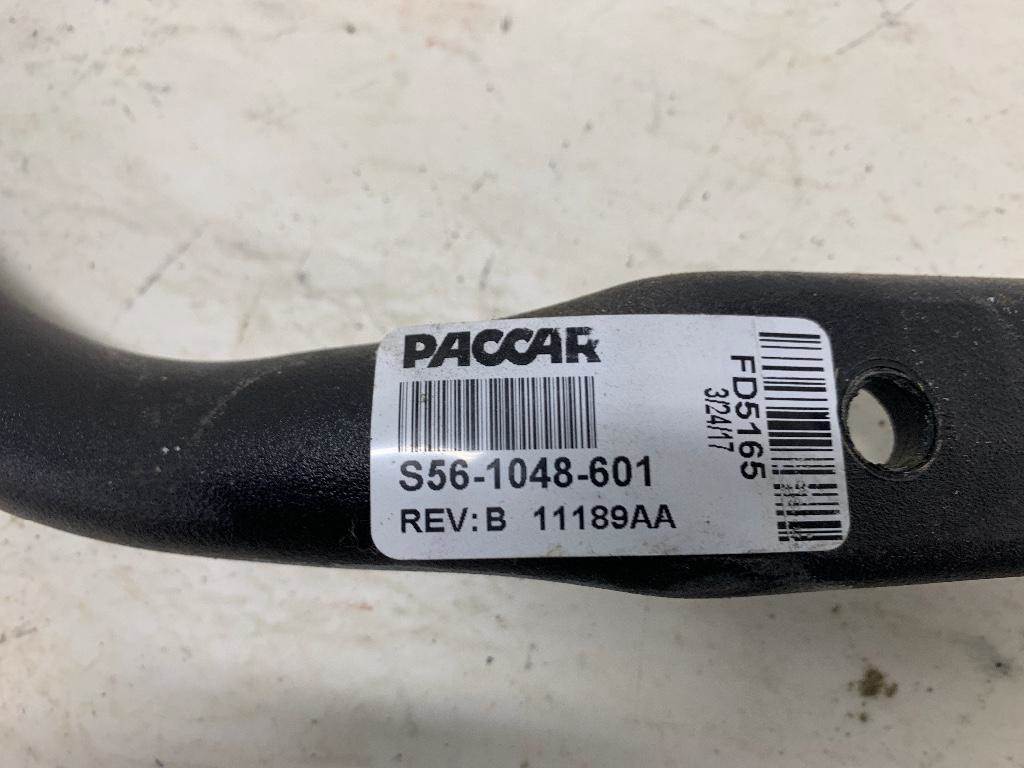 PACCAR
S56-1048-601
REV: B 11189AA
FD5165
3/24/17